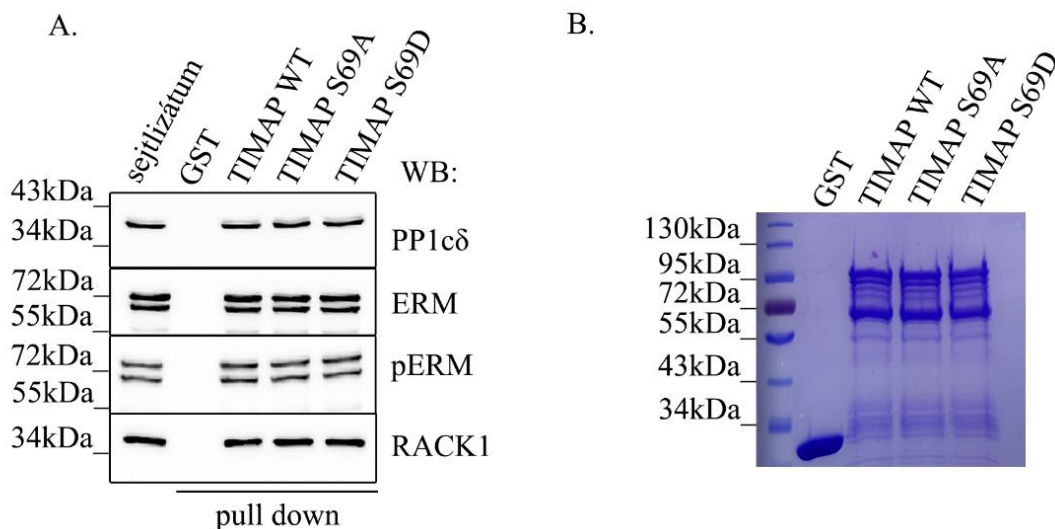 A.
sejtlizátum
GST
TIMAP WT
TIMAP S69A
TIMAP S69D
WB:
43kDa
34kDa
PP1cδ
72kDa
55kDa
ERM
72kDa
55kDa
pERM
34kDa
RACK1
pull down
B.
GST
TIMAP WT
TIMAP S69A
TIMAP S69D
130kDa
95kDa
72kDa
55kDa
43kDa
34kDa